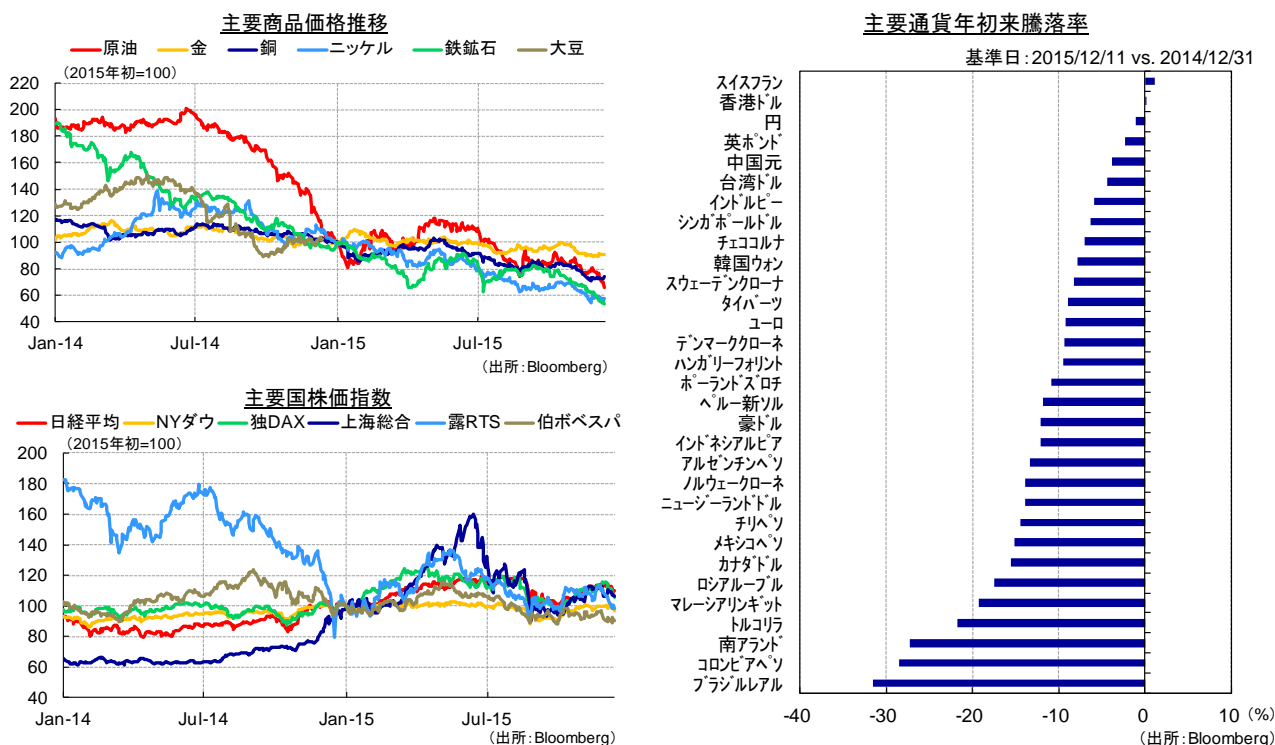 主要商品価格推移
原油 金 銅 ニッケル 鉄鉱石 大豆
（2015年初=100）
220
200
180
160
140
120
100
80
60
40
Jan-14 Jul-14 Jan-15 Jul-15
（出所：Bloomberg）
主要国株価指数
日経平均 NYダウ 独DAX 上海総合 露RTS 伯ボベスパ
（2015年初=100）
200
180
160
140
120
100
80
60
40
Jan-14 Jul-14 Jan-15 Jul-15
（出所：Bloomberg）
主要通貨年初来騰落率
基準日：2015/12/11 vs. 2014/12/31
ｽｲｽﾌﾗﾝ
香港ﾄﾞﾙ
円
英ﾎﾟﾝﾄﾞ
中国元
台湾ﾄﾞﾙ
ｲﾝﾄﾞﾙﾋﾟｰ
ｼﾝｶﾞﾎﾟｰﾙﾄﾞﾙ
ﾁｪｺｺﾙﾅ
韓国ｳｫﾝ
ｽｳｪｰﾃﾞﾝｸﾛｰﾅ
ﾀｲﾊﾞｰﾂ
ﾕｰﾛ
ﾃﾞﾝﾏｰｸｸﾛｰﾈ
ﾊﾝｶﾞﾘｰﾌｫﾘﾝﾄ
ﾎﾟｰﾗﾝﾄﾞｽﾞﾛﾁ
ﾍﾟﾙｰ新ｿﾙ
豪ﾄﾞﾙ
ｲﾝﾄﾞﾈｼｱﾙﾋﾟｱ
ｱﾙｾﾞﾝﾁﾝﾍﾟｿ
ﾉﾙｳｪｰｸﾛｰﾈ
ﾆｭｰｼﾞｰﾗﾝﾄﾞﾄﾞﾙ
ﾁﾘﾍﾟｿ
ﾒｷｼｺﾍﾟｿ
ｶﾅﾀﾞﾄﾞﾙ
ﾛｼｱﾙｰﾌﾞﾙ
ﾏﾚｰｼｱﾘﾝｷﾞｯﾄ
ﾄﾙｺﾘﾗ
南ｱﾗﾝﾄﾞ
ｺﾛﾝﾋﾞｱﾍﾟｿ
ﾌﾞﾗｼﾞﾙﾚｱﾙ
-40 -30 -20 -10 0 10 (%)
（出所：Bloomberg）